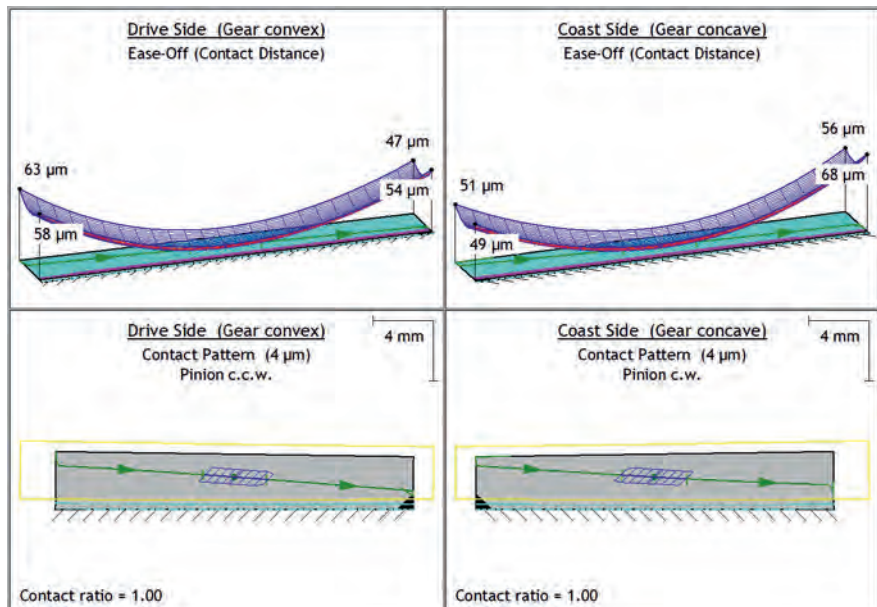 Drive Side (Gear convex)
Ease-Off (Contact Distance)
63 µm
58 µm
47 µm
54 µm
Coast Side (Gear concave)
Ease-Off (Contact Distance)
51 µm
49 µm
56 µm
68 µm
Drive Side (Gear convex)
Contact Pattern (4 µm)
Pinion c.c.w.
4 mm
Contact ratio = 1.00
Coast Side (Gear concave)
Contact Pattern (4 µm)
Pinion c.w.
4 mm
Contact ratio = 1.00